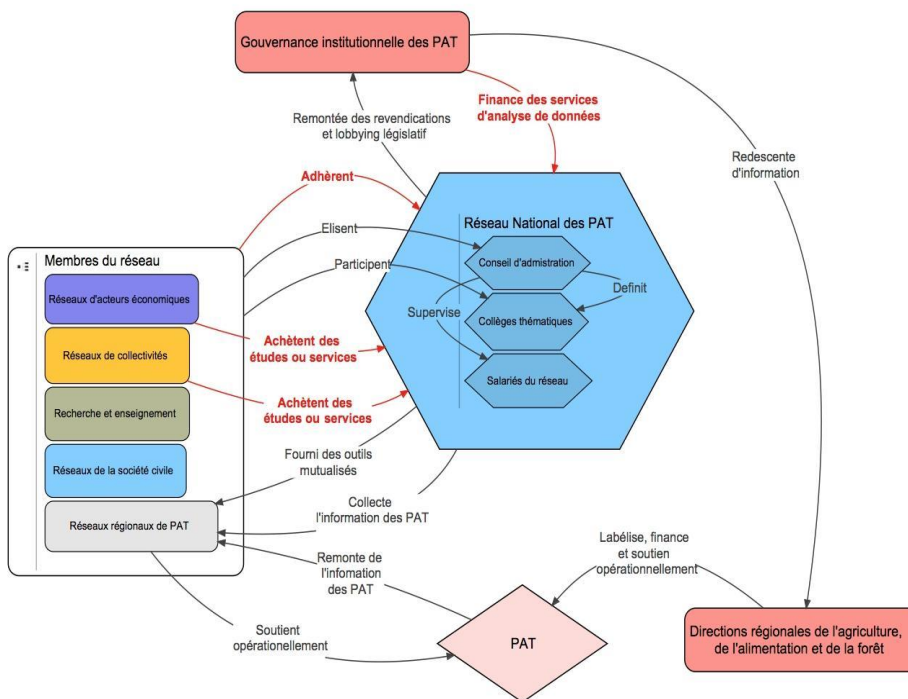 Gouvernance institutionnelle des PAT
Finance des services
d'analyse de données
Remontée des revendications
et lobbying législatif
Redescente
d'information
Adhèrent
Réseau National des PAT
Elisent
Conseil d'admistration
Membres du réseau
Participent
Definit
Réseaux d'acteurs économiques
Supervise
Collèges thématiques
Achètent des
études ou services
Réseaux de collectivités
Salariés du réseau
Achètent des
études ou services
Recherche et enseignement
Réseaux de la société civile
Fourni des outils
mutualisés
Collecte
l'information des PAT
Réseaux régionaux de PAT
Labélise, finance
et soutien
opérationnellement
Remonte de
l'infomation
des PAT
Soutient
opérationellement
PAT
Directions régionales de l'agriculture,
de l'alimentation et de la forêt